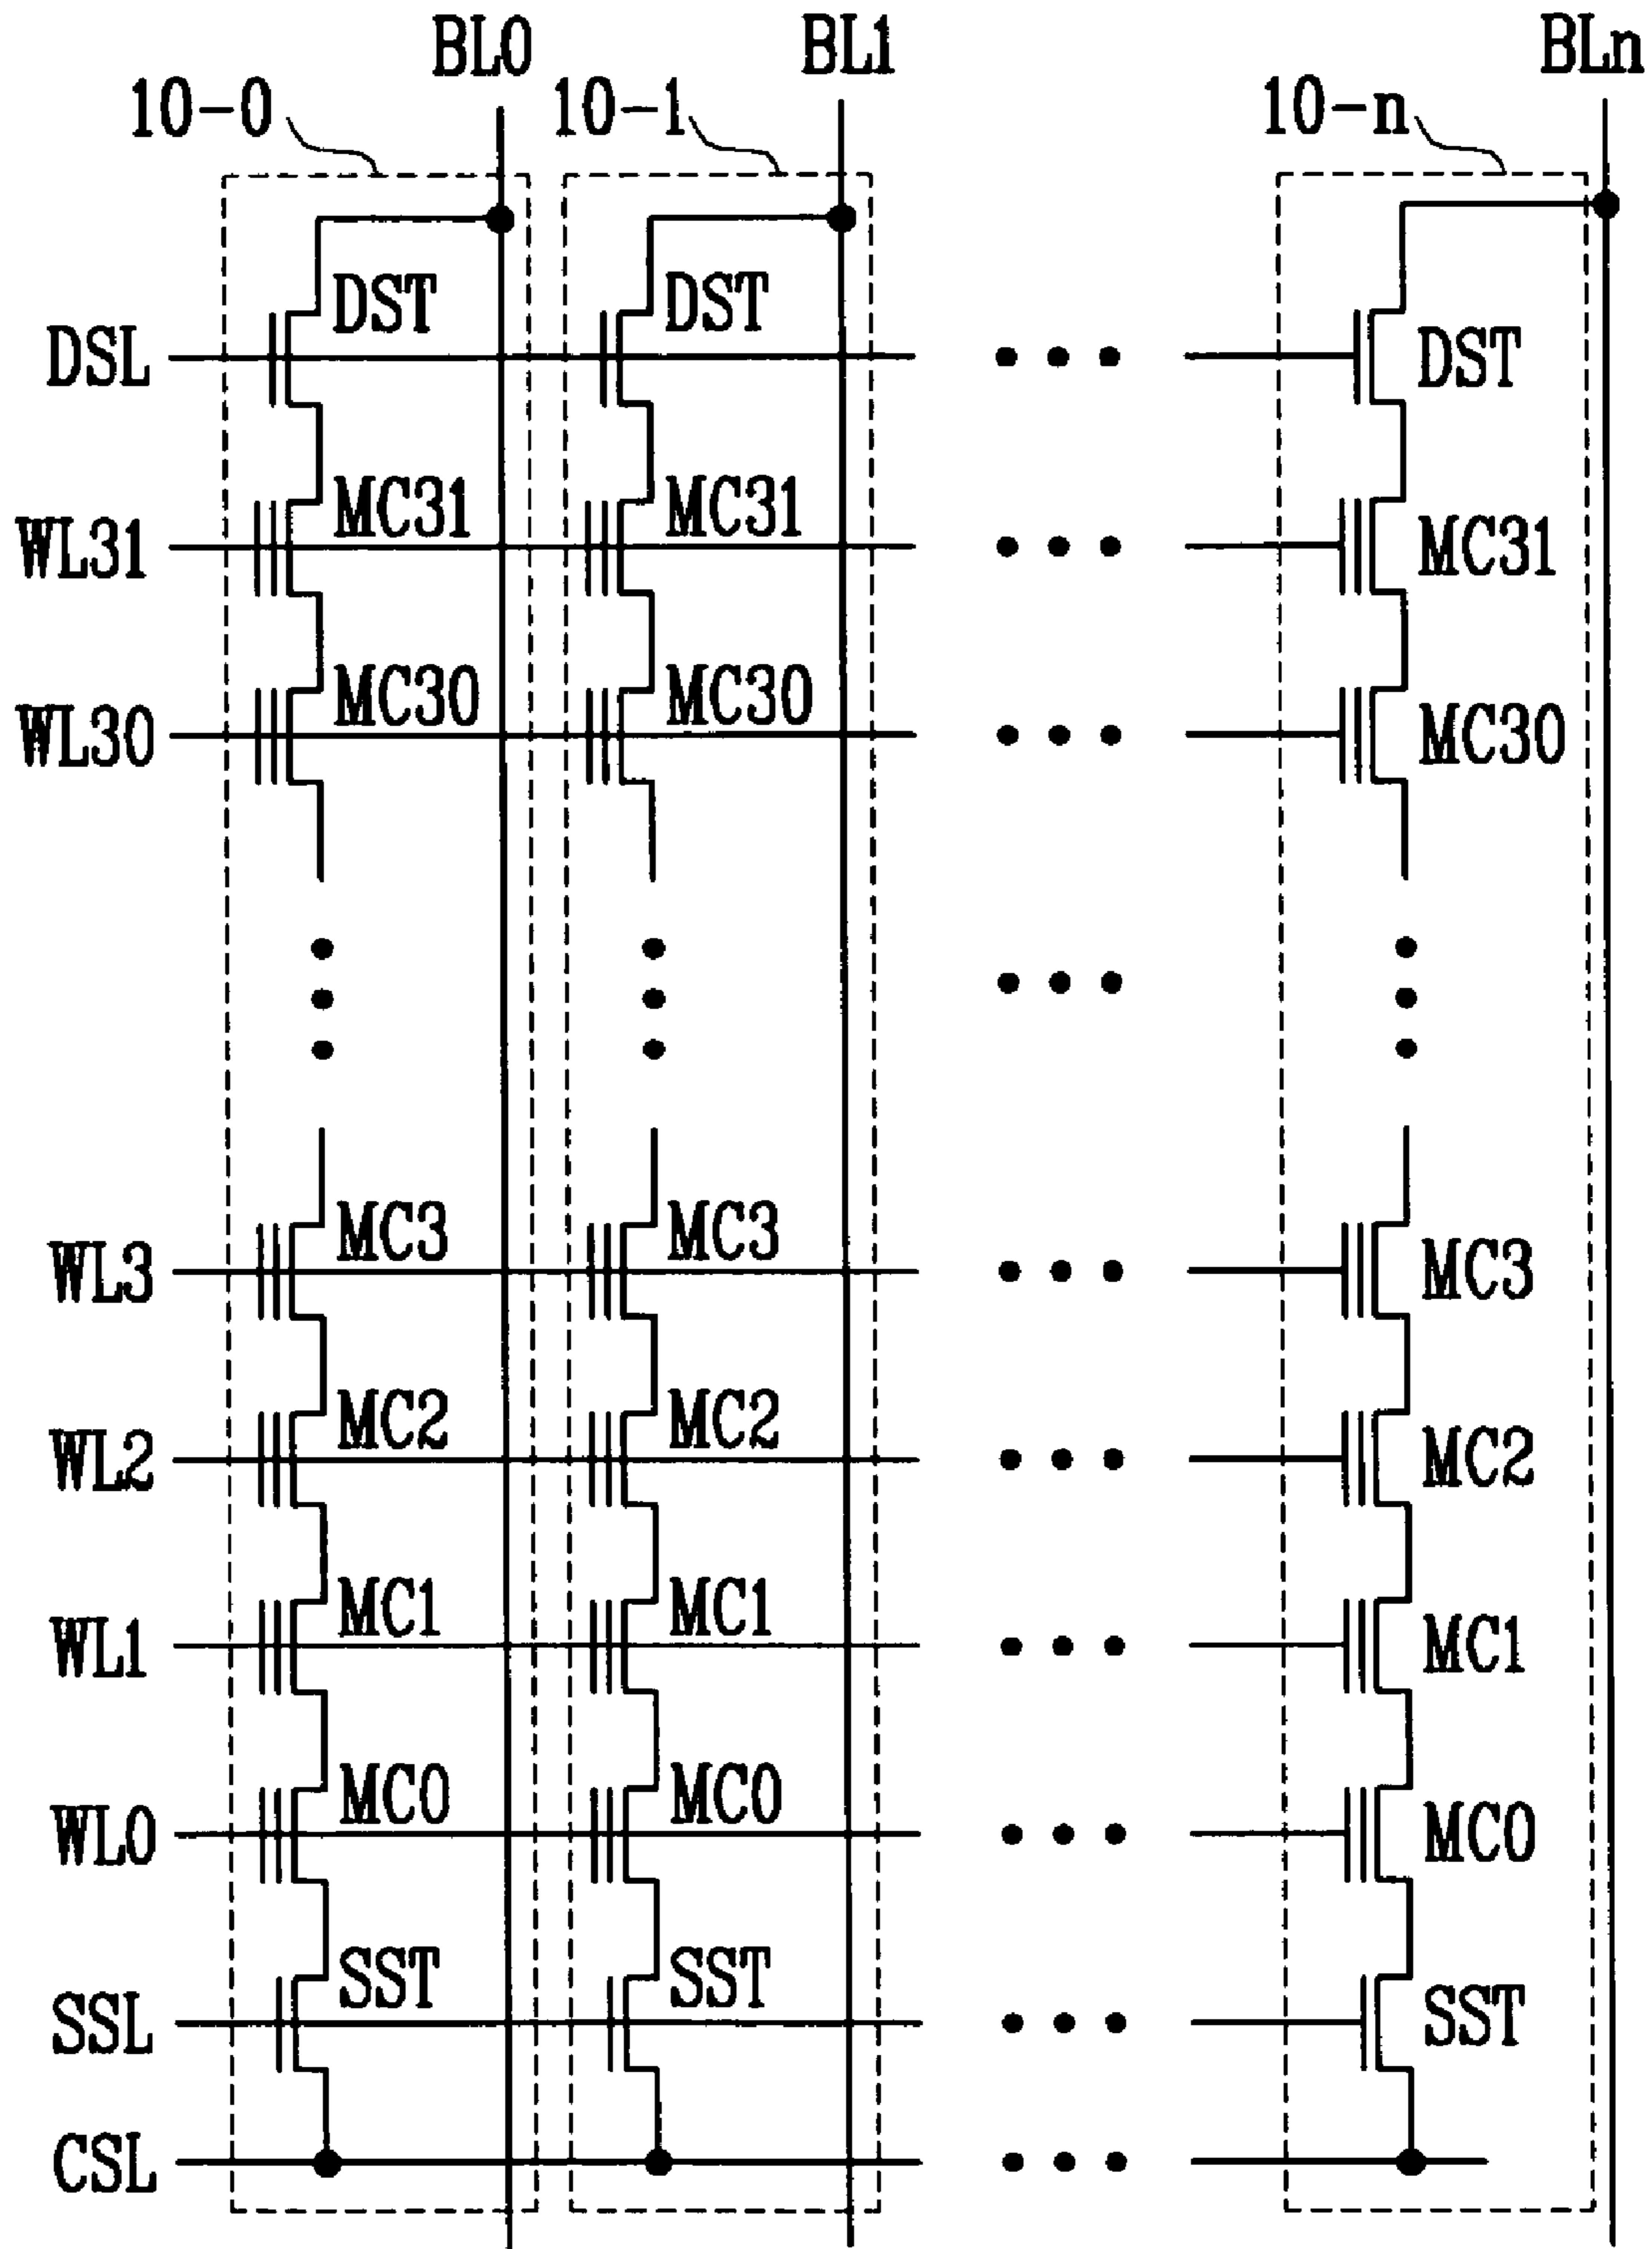 BL0 BL1 BLn
10-0 10-1 10-n
DST DST
DSL DST
MC31 MC31
WL31 MC31
MC30 MC30
WL30 MC30
MC3 MC3
WL3 MC3
MC2 MC2
WL2 MC2
MC1 MC1
WL1 MC1
MC0 MC0
WL0 MC0
SST SST
SSL SST
CSL